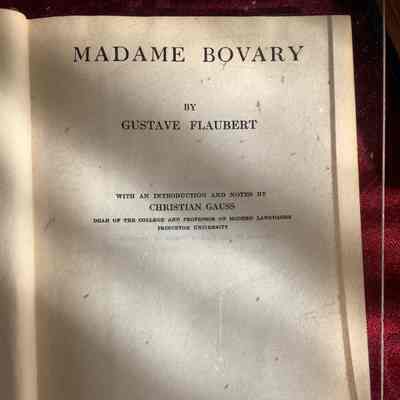 MADAME BOVARY
BY
GUSTAVE FLAUBERT
WITH AN INTRODUCTION AND NOTES BY
CHRISTIAN GAUSS
DEAN OF THE COLLEGE AND PROFESSOR OF MODERN LANGUAGES
PRINCETON UNIVERSITY